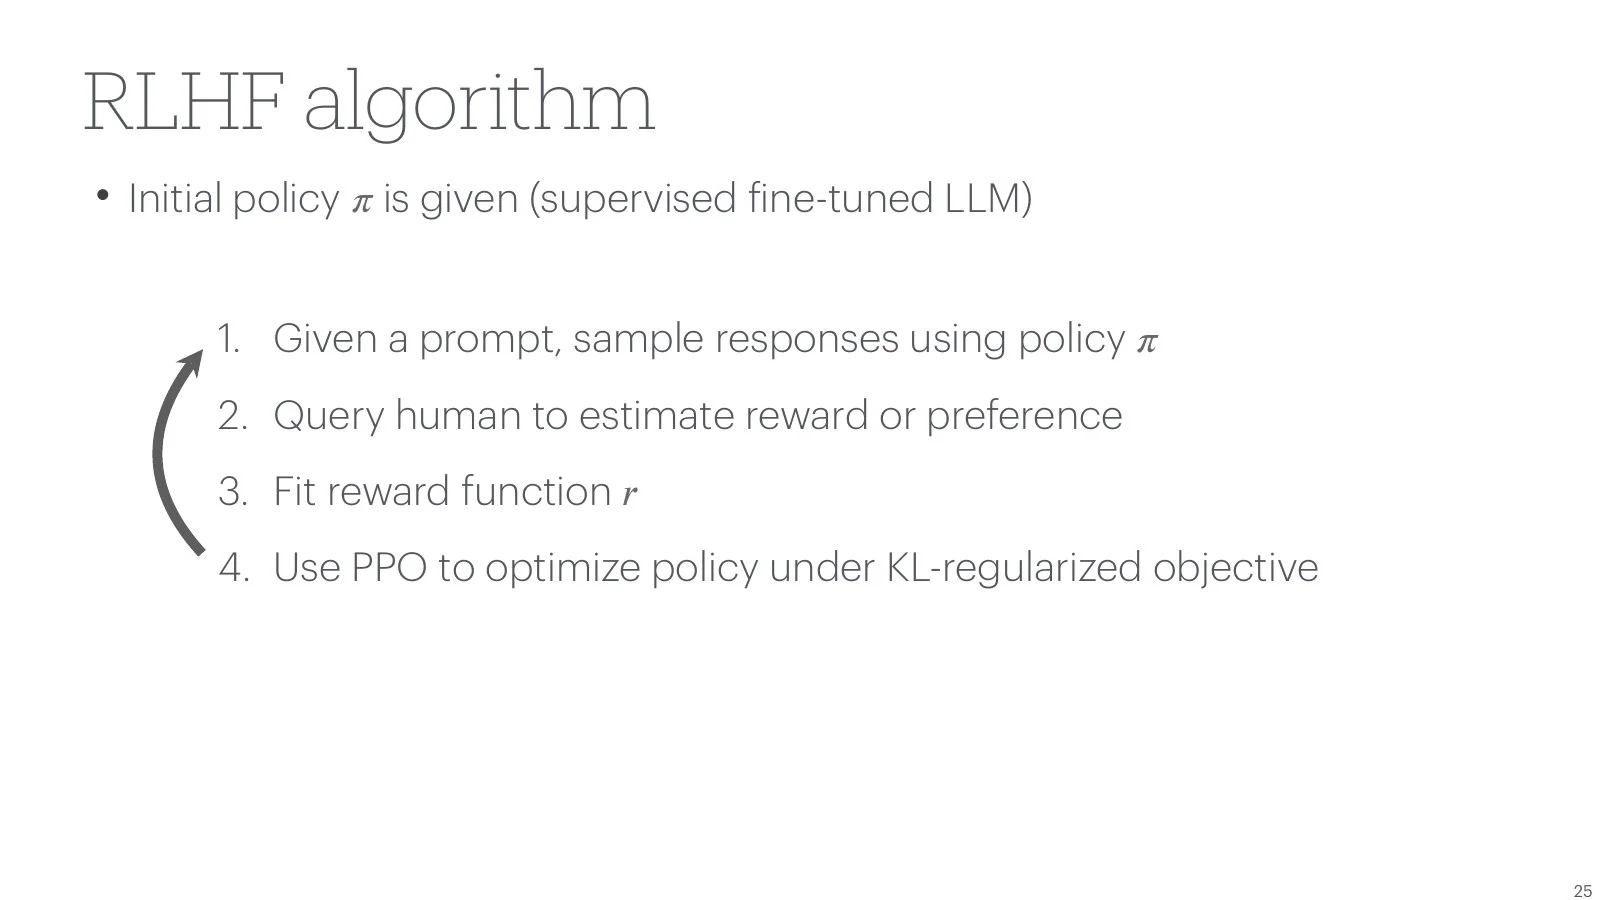 RLHF algorithm
• Initial policy π is given (supervised fine-tuned LLM)
1. Given a prompt, sample responses using policy π
2. Query human to estimate reward or preference
3. Fit reward function r
4. Use PPO to optimize policy under KL-regularized objective
25